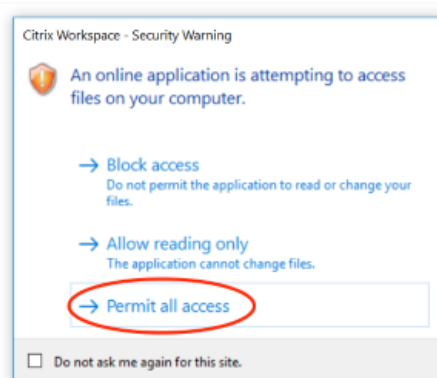 Citrix Workspace - Security Warning
An online application is attempting to access
files on your computer.
Block access
Do not permit the application to read or change your
files.
Allow reading only
The application cannot change files.
Permit all access
Do not ask me again for this site.